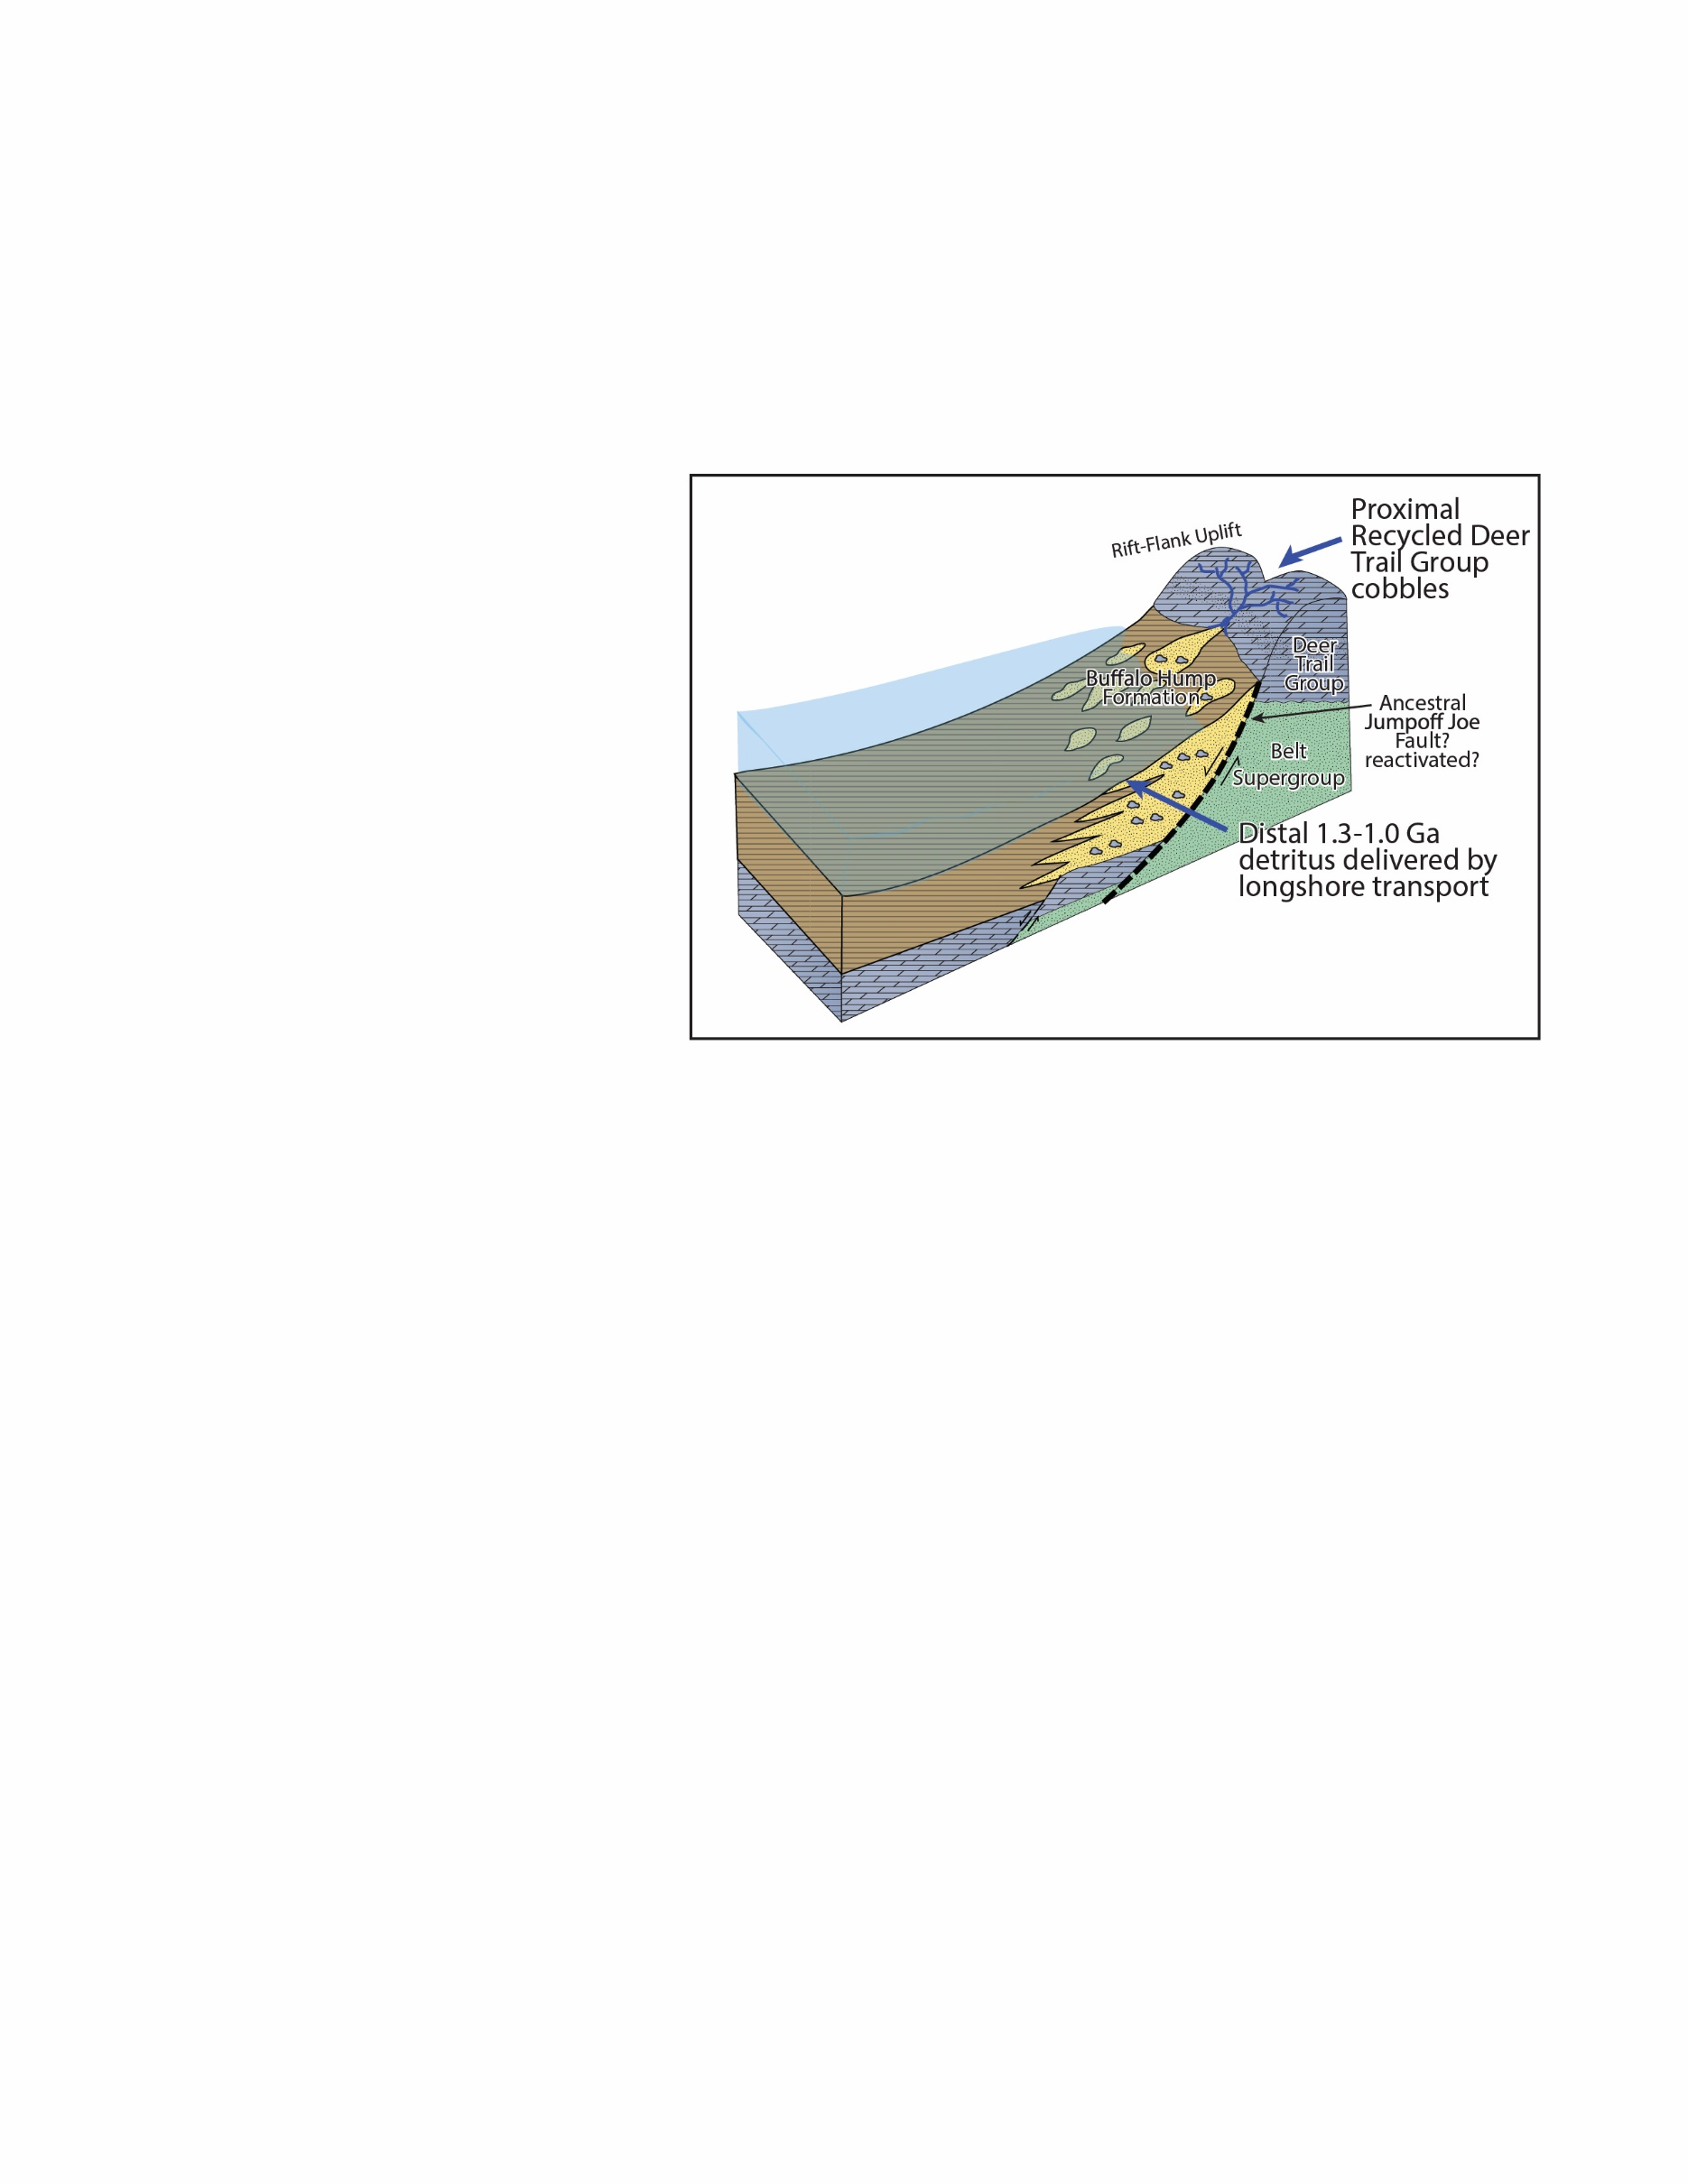 Rift-Flank Uplift
Proximal
Recycled Deer
Trail Group
cobbles
Deer
Trail
Group
Buffalo Hump
Formation
Ancestral
Jumpoff Joe
Fault?
reactivated?
Belt
Supergroup
Distal 1.3-1.0 Ga
detritus delivered by
longshore transport